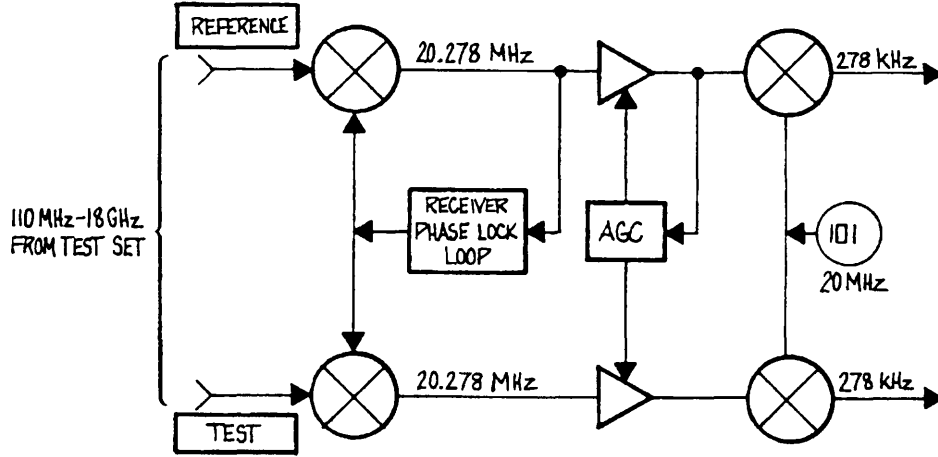 REFERENCE
20.278 MHz
278 kHz
110 MHz-18 GHz
FROM TEST SET
RECEIVER
PHASE LOCK
LOOP
AGC
101
20 MHz
20.278 MHz
278 kHz
TEST